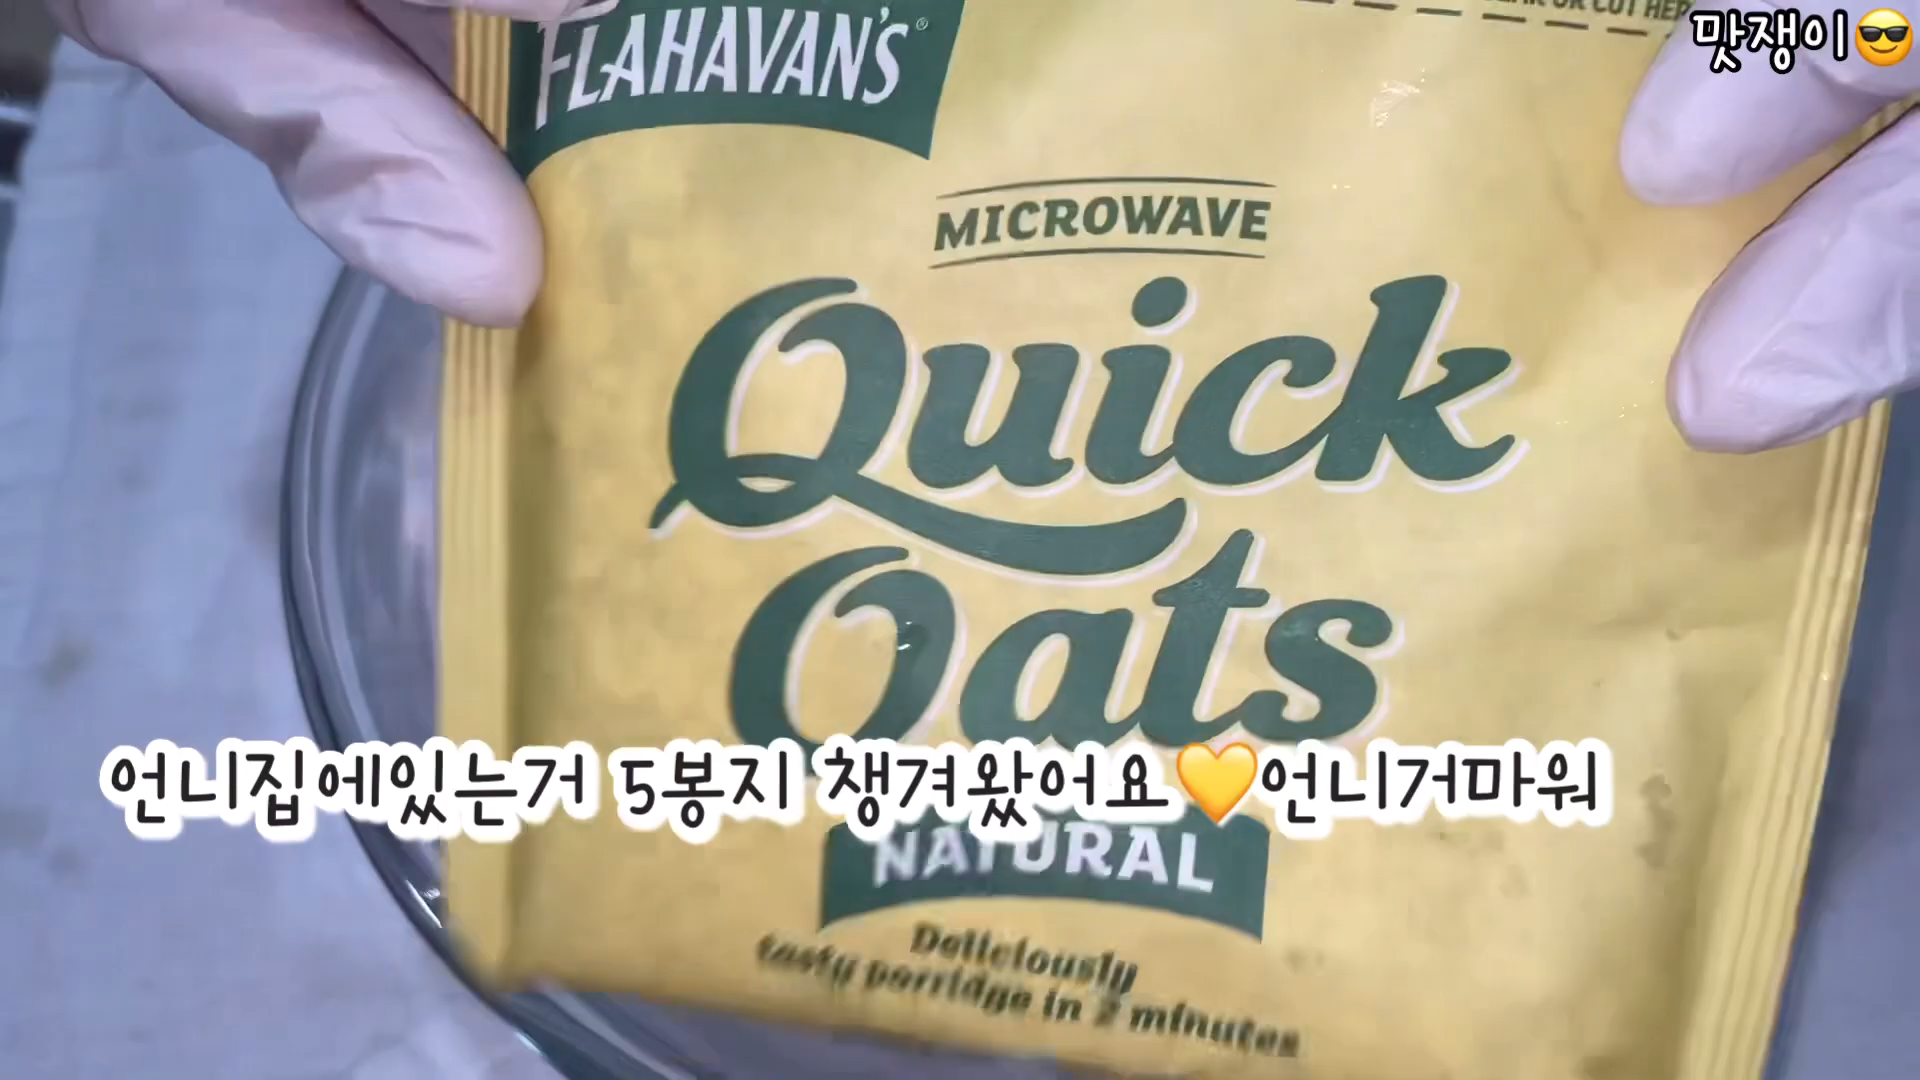 맛쟁이😎
FLAHAVAN'S®
MICROWAVE
Quick
Oats
언니집에있는거 5봉지 챙겨왔어요💛언니거마워
NATURAL
Deliciously
tasty porridge in 2 minutes